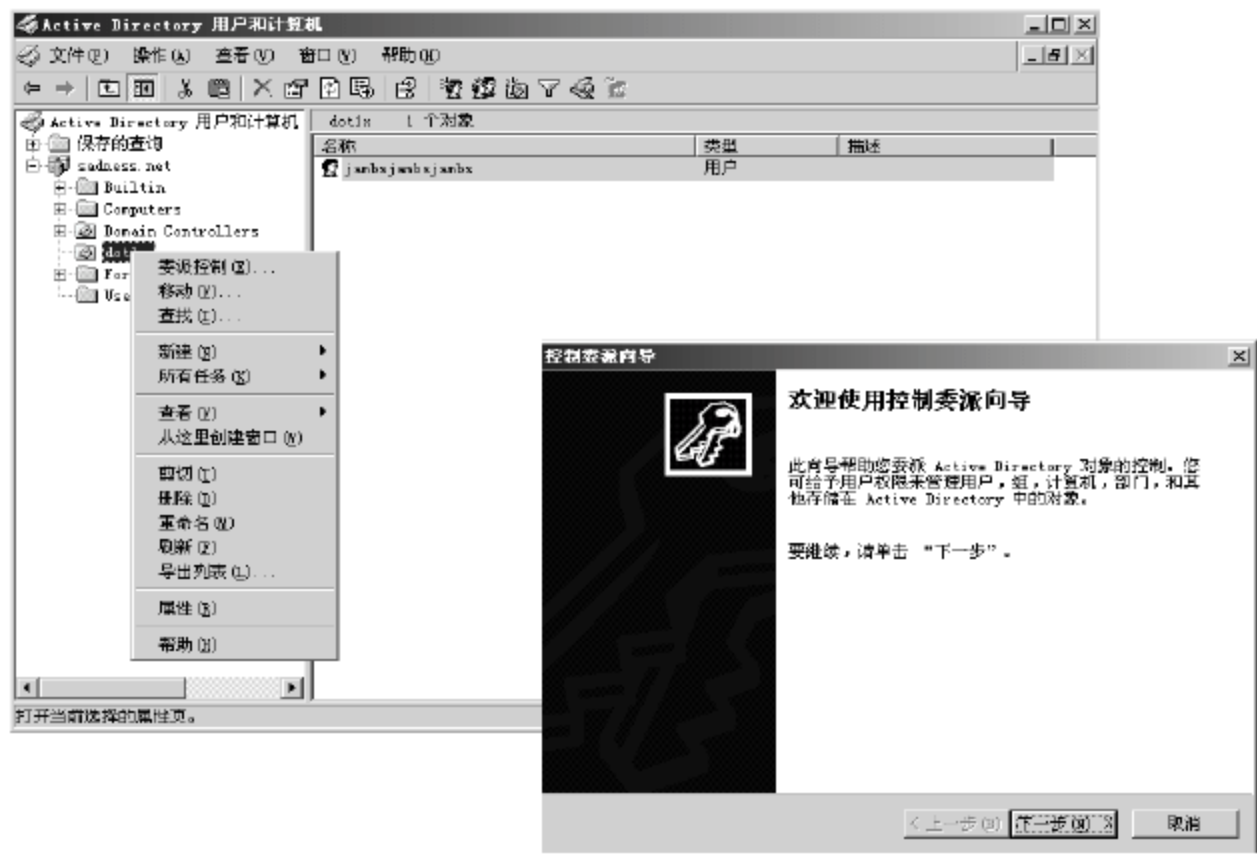 Active Directory 用户和计算机
文件(F) 操作(A) 查看(V) 窗口(W) 帮助(H)
Active Directory 用户和计算机
保存的查询
sadness.net
Builtin
Computers
Domain Controllers
For
Use
dot1x 1 个对象
名称 类型 描述
用户
委派控制(E)...
移动(V)...
查找(I)...
新建(N)
所有任务(K)
查看(V)
从这里创建窗口(W)
剪切(T)
删除(D)
重命名(M)
刷新(F)
导出列表(L)...
属性(R)
帮助(H)
打开当前选择的属性页。
控制委派向导
欢迎使用控制委派向导
此向导帮助您委派 Active Directory 对象的控制。您
可给予用户权限来管理用户,组,计算机,部门,和其
他存储在 Active Directory 中的对象。
要继续,请单击 “下一步”。
< 上一步(B) 下一步(N) > 取消